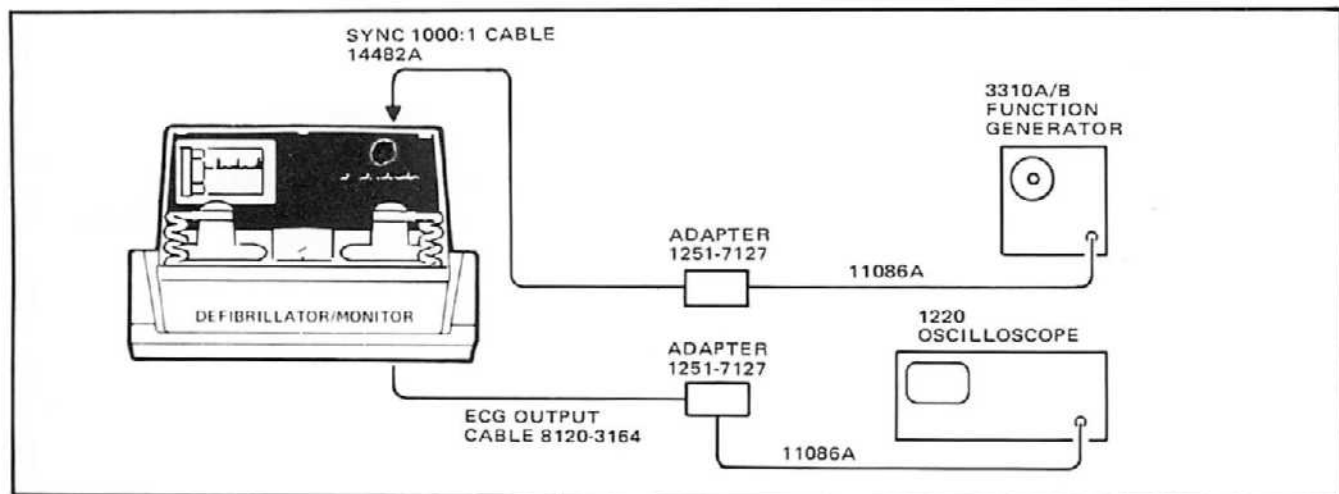 SYNC 1000:1 CABLE
14482A
3310A/B
FUNCTION
GENERATOR
ADAPTER
1251-7127
11086A
DEFIBRILLATOR/MONITOR
1220
OSCILLOSCOPE
ADAPTER
1251-7127
ECG OUTPUT
CABLE 8120-3164
11086A